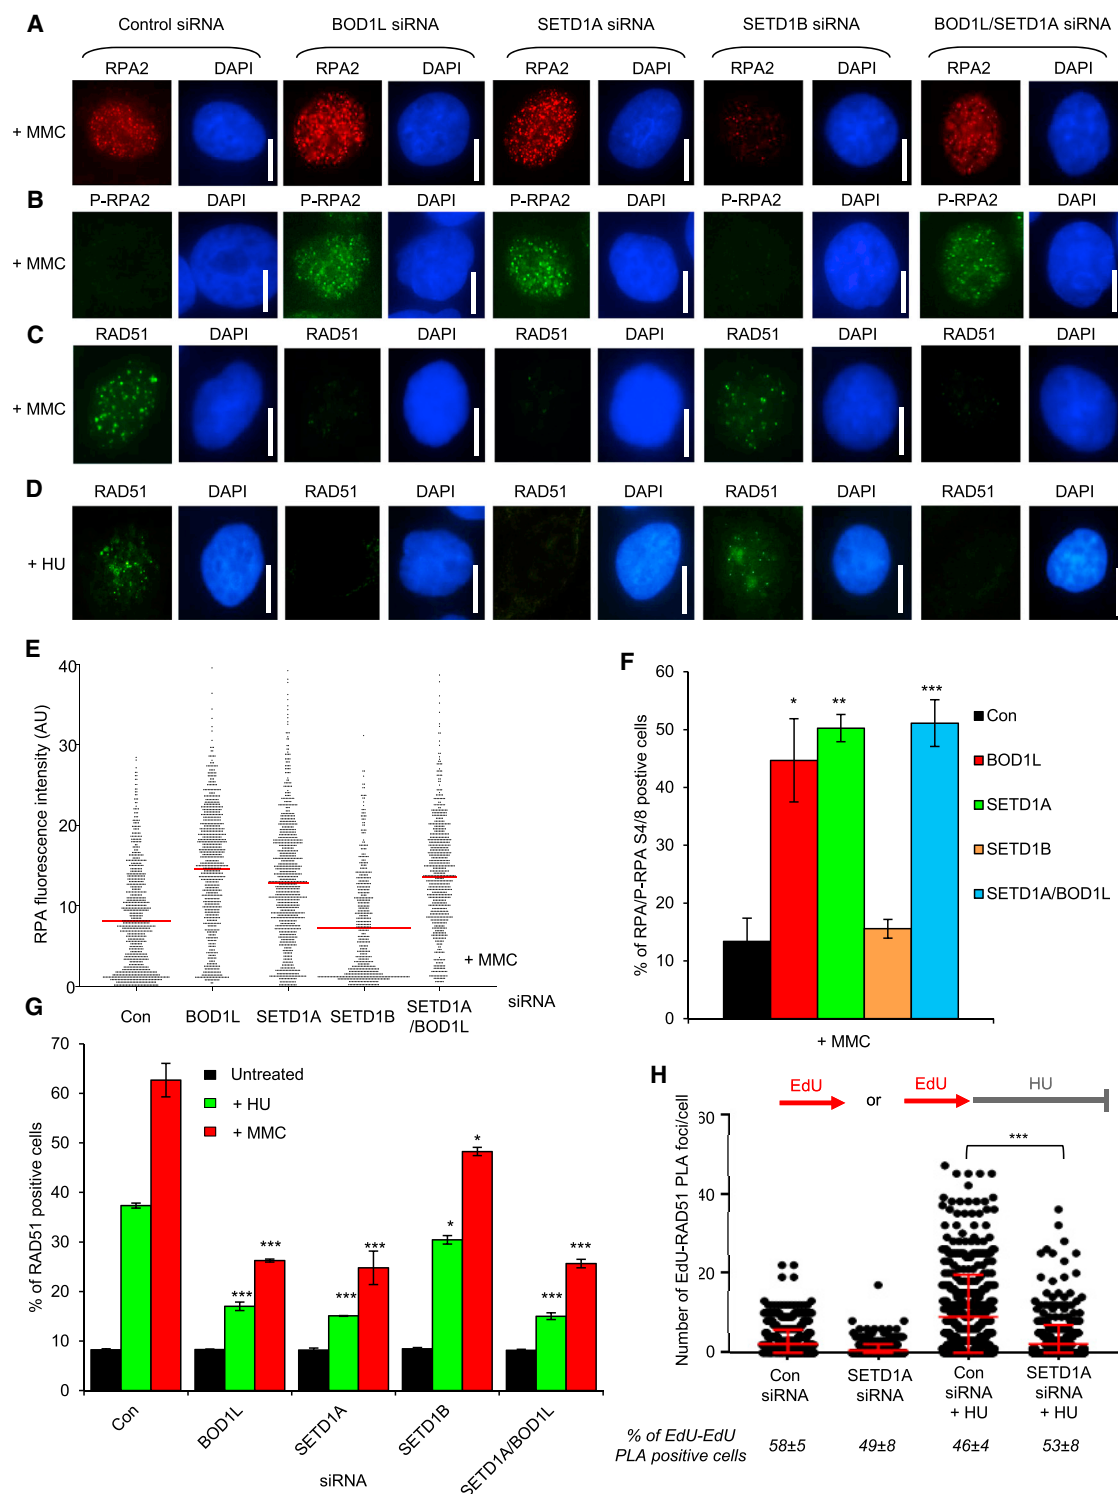 A
Control siRNA
BOD1L siRNA
SETD1A siRNA
SETD1B siRNA
BOD1L/SETD1A siRNA
RPA2 DAPI RPA2 DAPI RPA2 DAPI RPA2 DAPI RPA2 DAPI
+ MMC
B
P-RPA2 DAPI P-RPA2 DAPI P-RPA2 DAPI P-RPA2 DAPI P-RPA2 DAPI
+ MMC
C
RAD51 DAPI RAD51 DAPI RAD51 DAPI RAD51 DAPI RAD51 DAPI
+ MMC
D
RAD51 DAPI RAD51 DAPI RAD51 DAPI RAD51 DAPI RAD51 DAPI
+ HU
E
RPA fluorescence intensity (AU)
40
30
20
10
0
+ MMC
siRNA
Con BOD1L SETD1A SETD1B SETD1A
/BOD1L
F
% of RPA/P-RPA S4/8 postive cells
60
50
40
30
20
10
0
* ** ***
+ MMC
Con
BOD1L
SETD1A
SETD1B
SETD1A/BOD1L
G
% of RAD51 positive cells
70
60
50
40
30
20
10
0
Untreated
+ HU
+ MMC
*** *** *** *** * * *** ***
Con BOD1L SETD1A SETD1B SETD1A/BOD1L
siRNA
H
EdU or EdU HU
Number of EdU-RAD51 PLA foci/cell
60
40
20
0
***
Con
siRNA
SETD1A
siRNA
Con
siRNA
+ HU
SETD1A
siRNA
+ HU
% of EdU-EdU
PLA positive cells
58±5 49±8 46±4 53±8